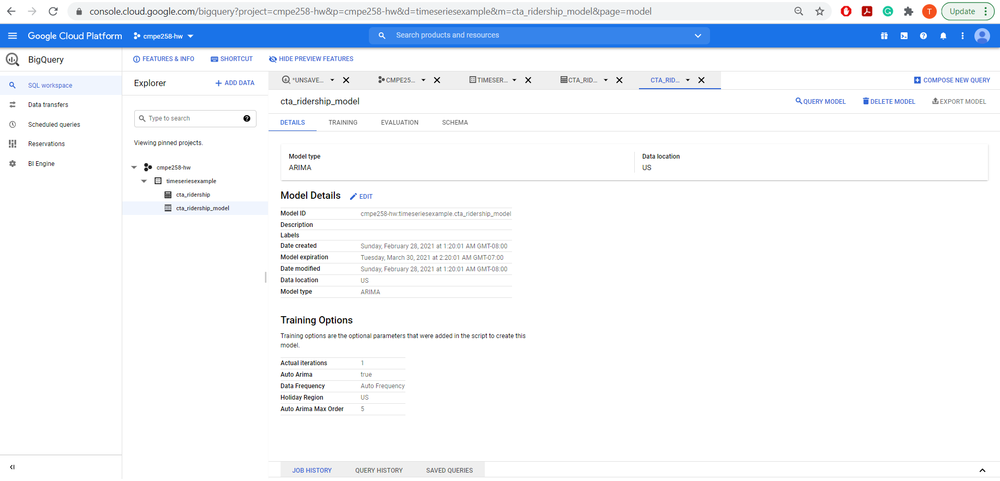 console.cloud.google.com/bigquery?project=cmpe258-hw&p=cmpe258-hw&d=timeseriesexample&m=cta_ridership_model&page=model
T
Update
Google Cloud Platform
cmpe258-hw
Search products and resources
BigQuery
FEATURES & INFO
SHORTCUT
HIDE PREVIEW FEATURES
SQL workspace
Data transfers
Scheduled queries
Reservations
BI Engine
Explorer
ADD DATA
Type to search
Viewing pinned projects.
cmpe258-hw
timeseriesexample
cta_ridership
cta_ridership_model
*UNSAVE...
CMPE25...
TIMESER...
CTA_RID...
CTA_RID...
COMPOSE NEW QUERY
cta_ridership_model
QUERY MODEL
DELETE MODEL
EXPORT MODEL
DETAILS
TRAINING
EVALUATION
SCHEMA
Model type
ARIMA
Data location
US
Model Details
EDIT
Model ID cmpe258-hw:timeseriesexample.cta_ridership_model
Description
Labels
Date created Sunday, February 28, 2021 at 1:20:01 AM GMT-08:00
Model expiration Tuesday, March 30, 2021 at 2:20:01 AM GMT-07:00
Date modified Sunday, February 28, 2021 at 1:20:01 AM GMT-08:00
Data location US
Model type ARIMA
Training Options
Training options are the optional parameters that were added in the script to create this
model.
Actual iterations 1
Auto Arima true
Data Frequency Auto Frequency
Holiday Region US
Auto Arima Max Order 5
JOB HISTORY
QUERY HISTORY
SAVED QUERIES